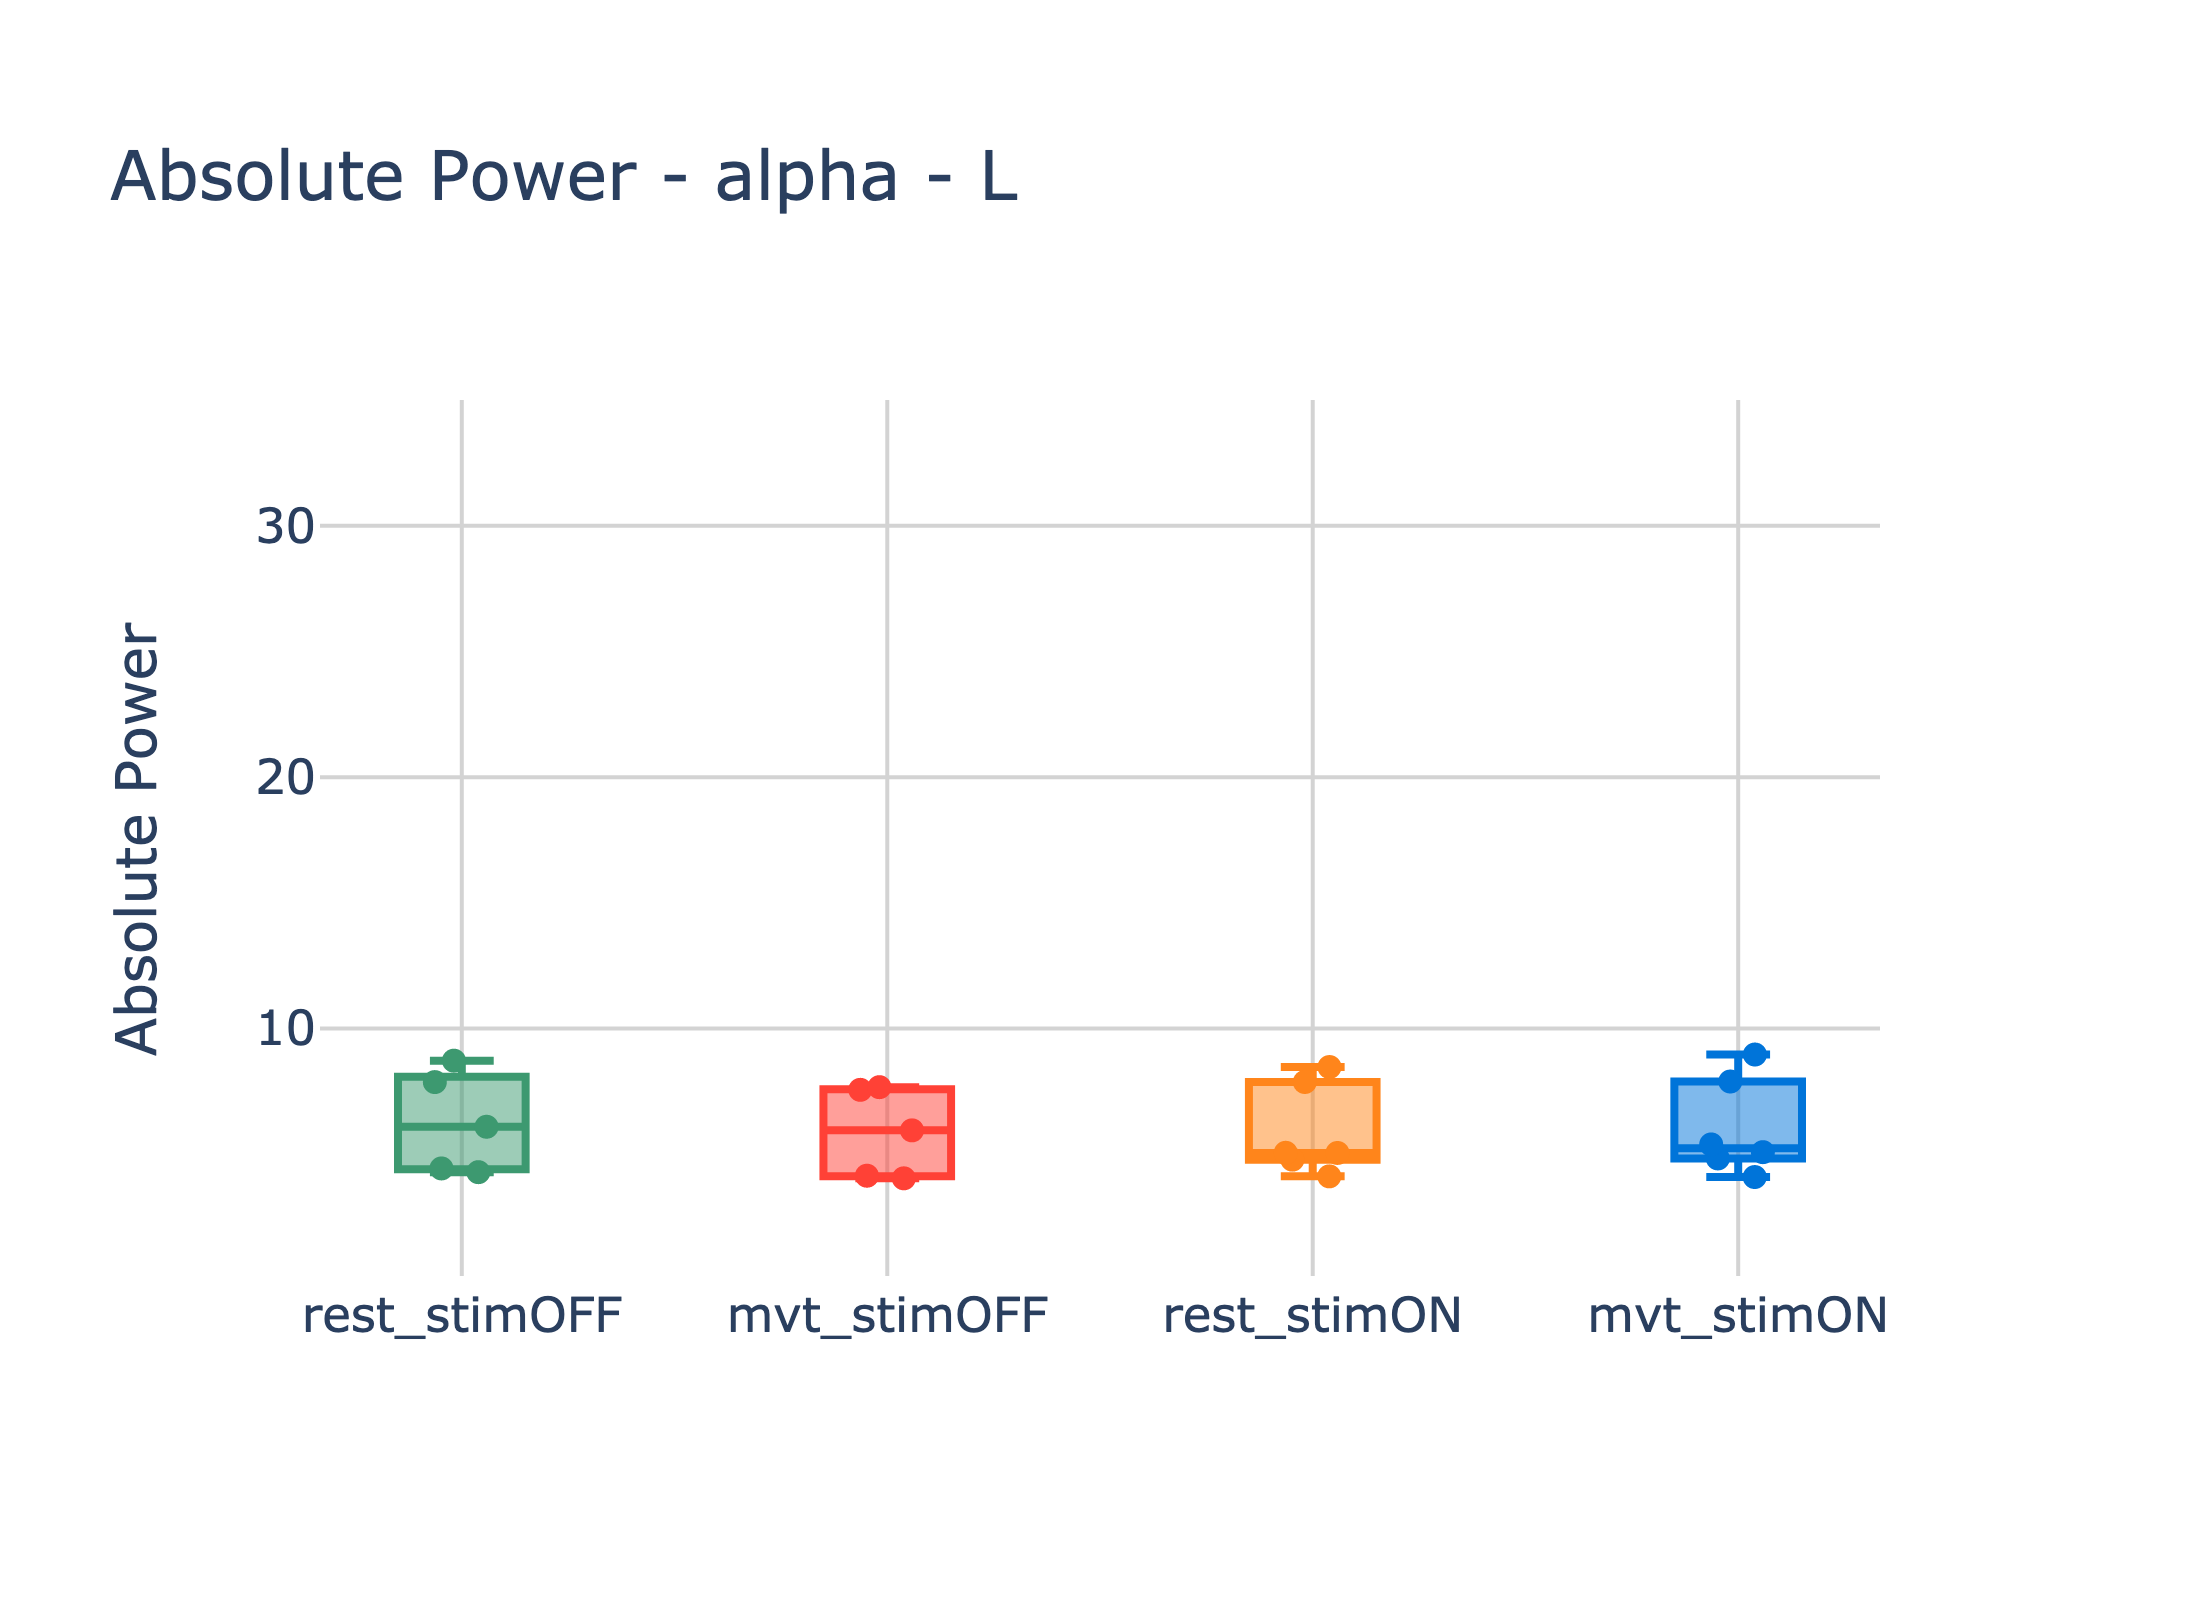 Absolute Power - alpha - L
30
20
10
Absolute Power
rest_stimOFF
mvt_stimOFF
rest_stimON
mvt_stimON